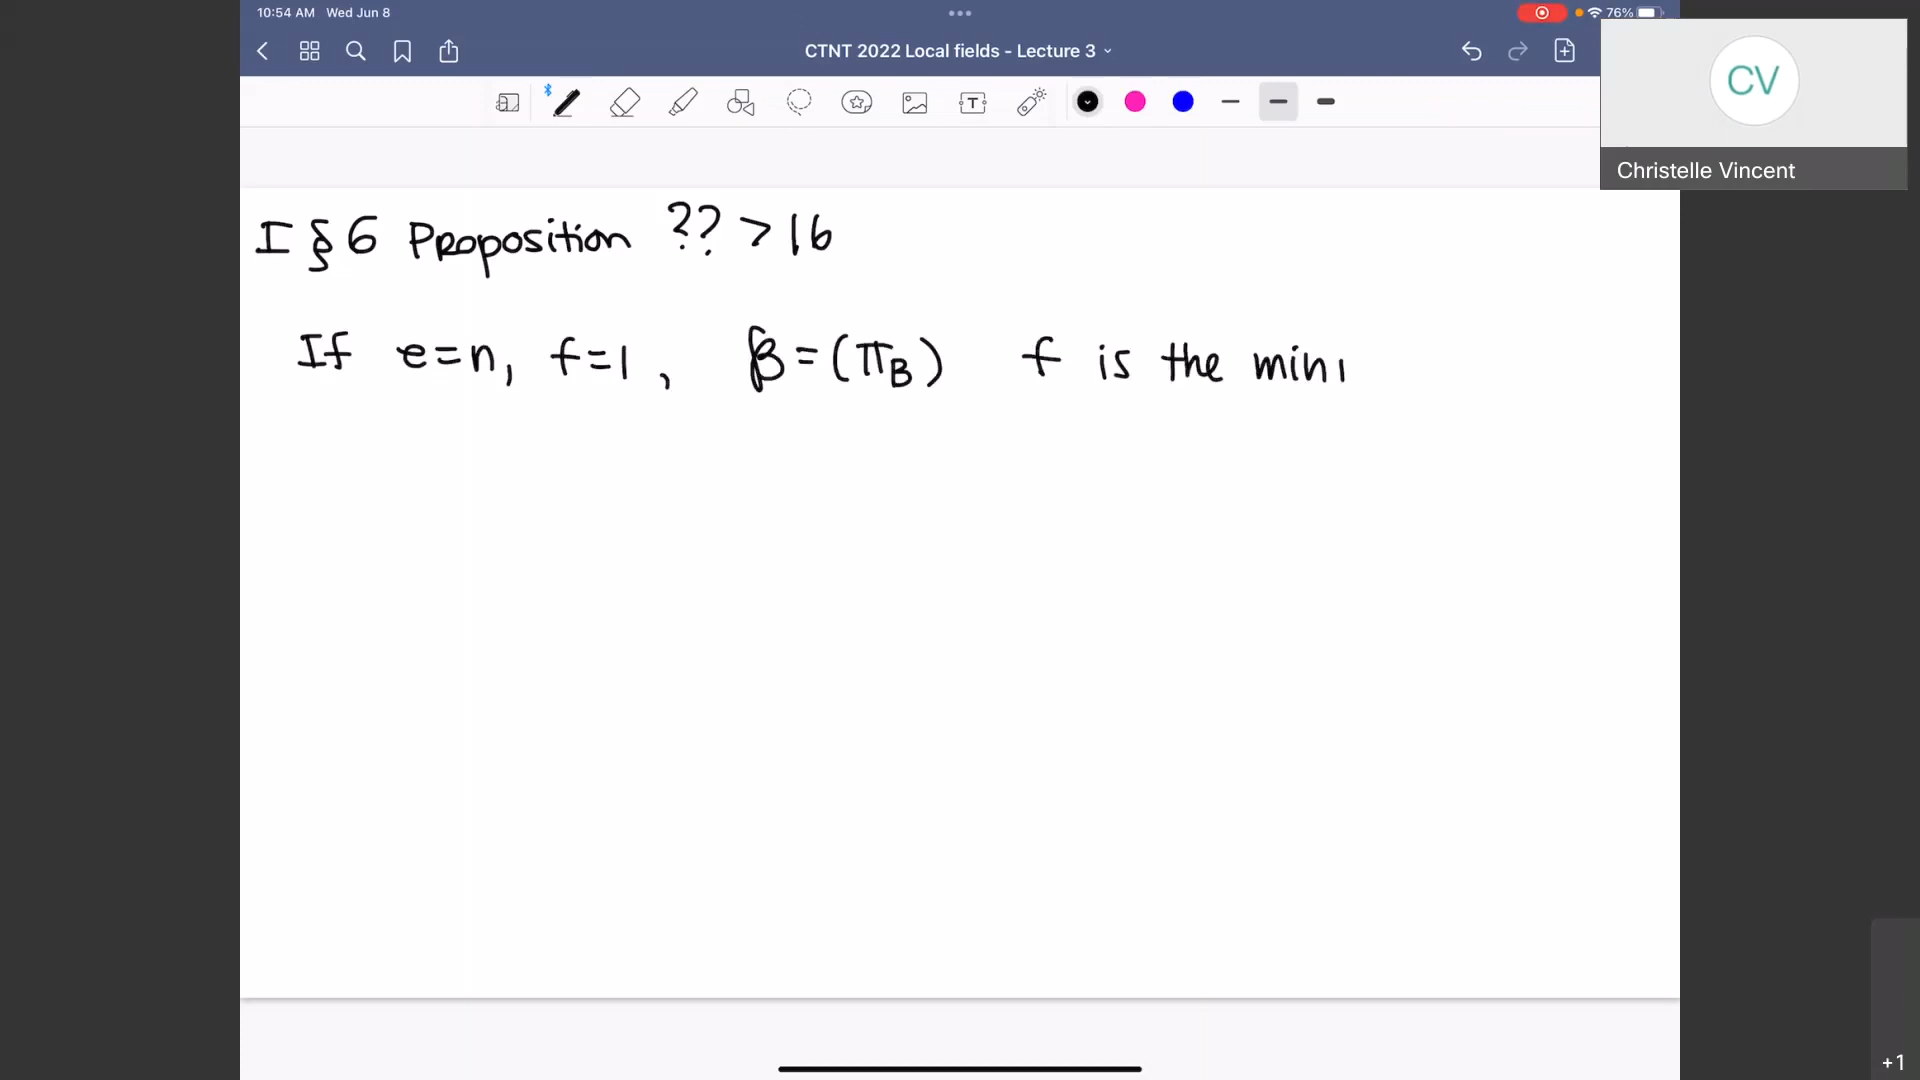 10:54 AM Wed Jun 8
76%
CTNT 2022 Local fields - Lecture 3
T
CV
Christelle Vincent
I § 6 Proposition ?? > 16
If e=n, f=1, 𝔓=(π_B) f is the mini
+1